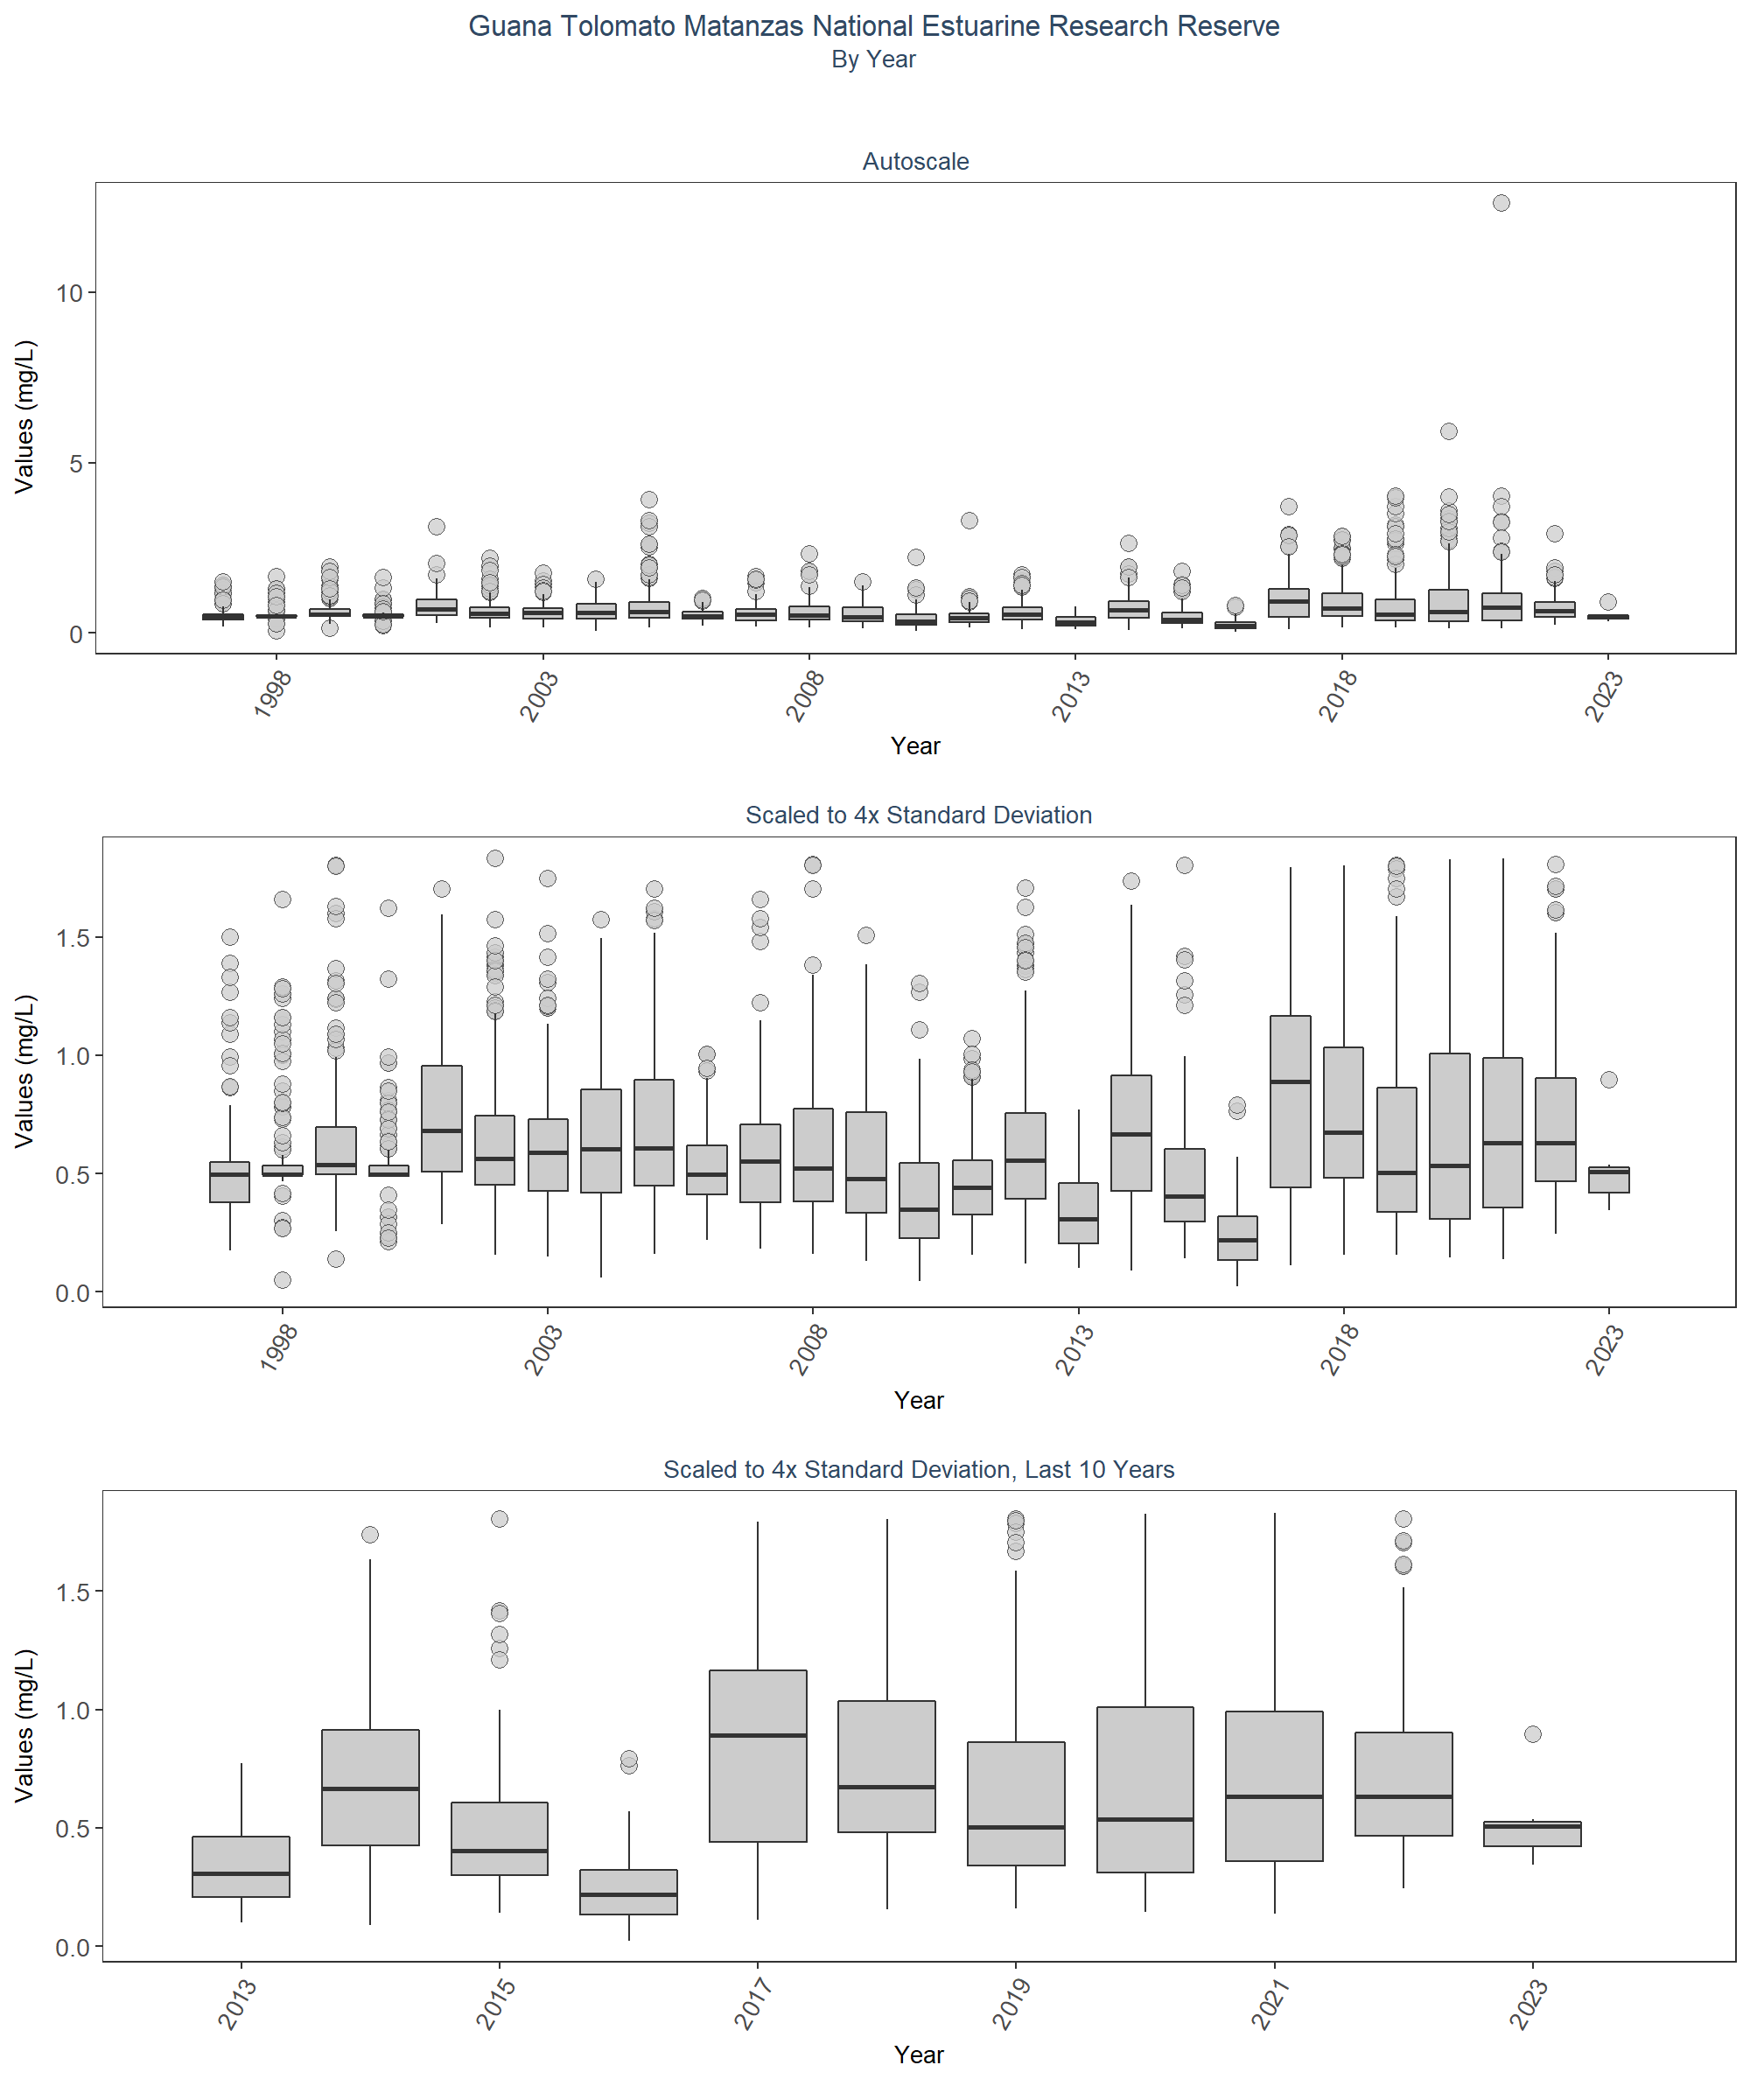 Guana Tolomato Matanzas National Estuarine Research Reserve
By Year
Autoscale
Values (mg/L)
10
5
0
1998 2003 2008 2013 2018 2023
Year
Scaled to 4x Standard Deviation
Values (mg/L)
1.5
1.0
0.5
0.0
1998 2003 2008 2013 2018 2023
Year
Scaled to 4x Standard Deviation, Last 10 Years
Values (mg/L)
1.5
1.0
0.5
0.0
2013 2015 2017 2019 2021 2023
Year